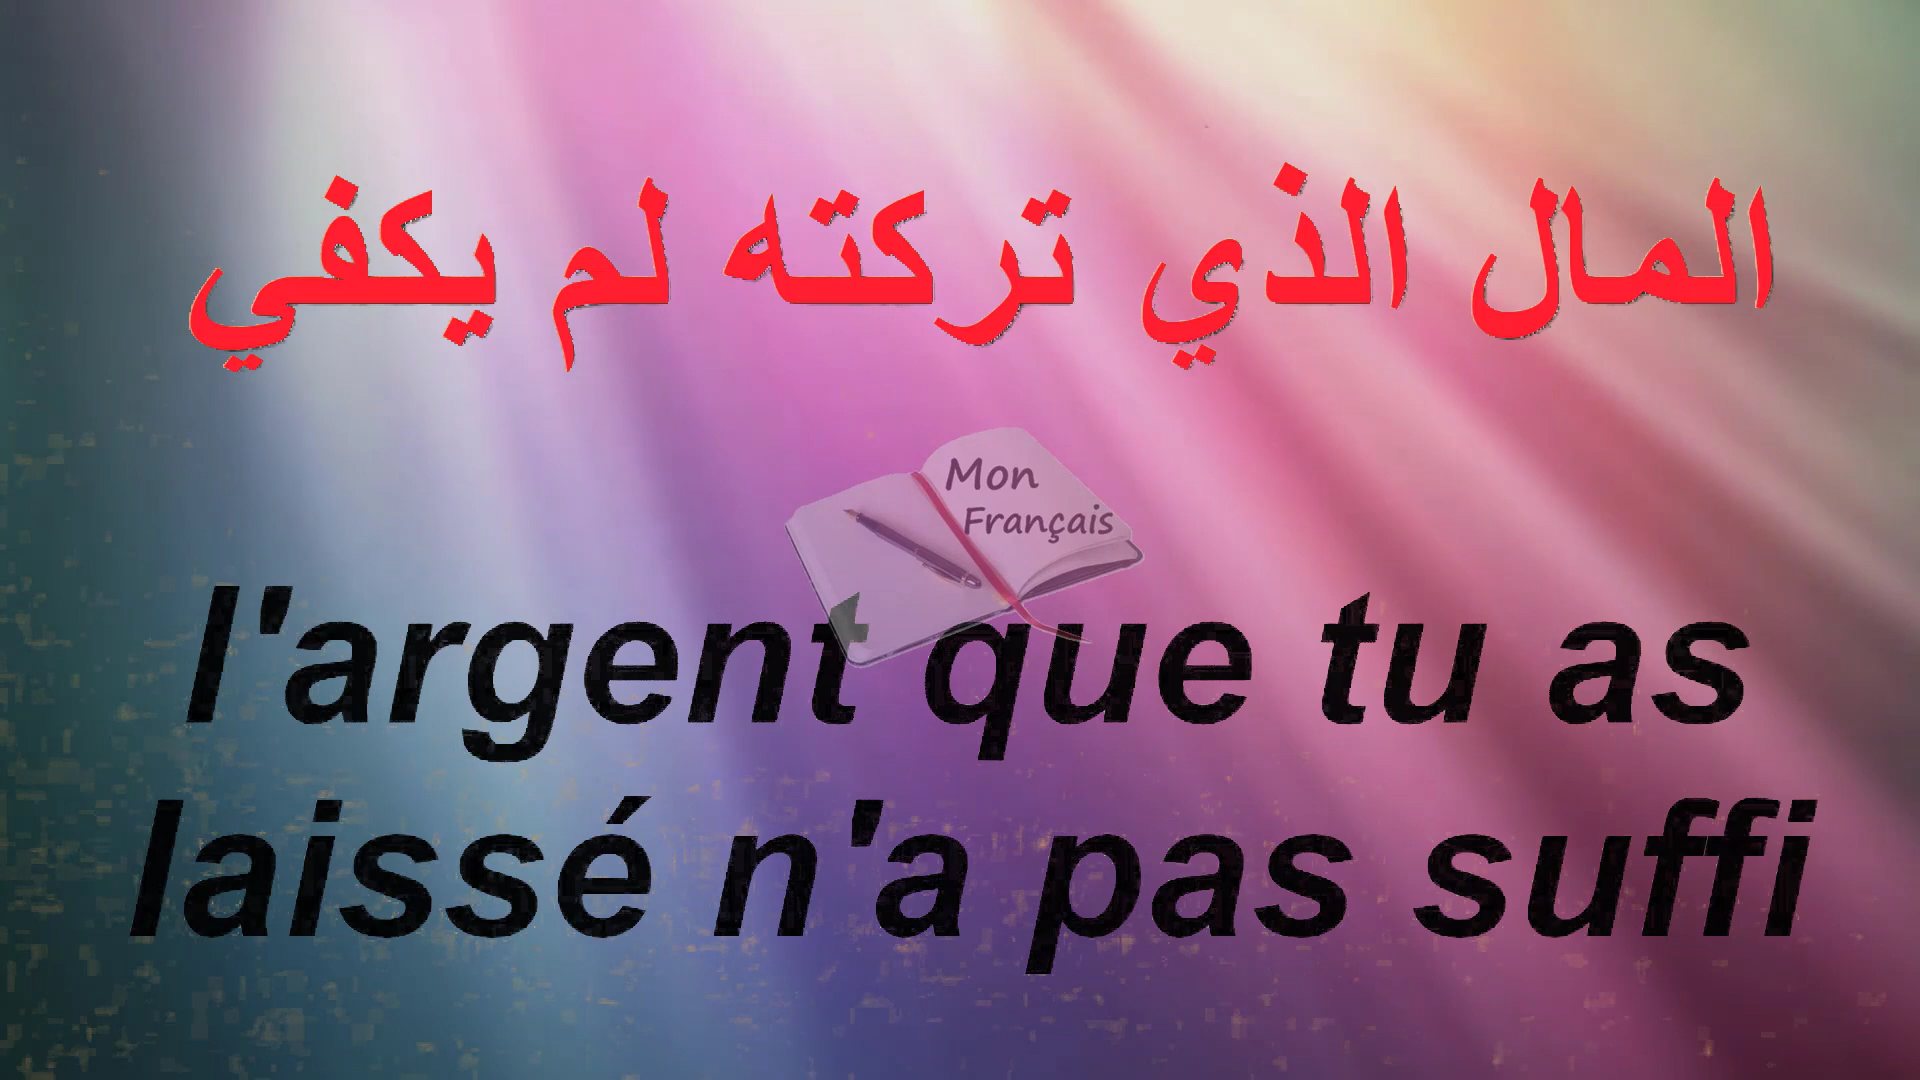 المال الذي تركته لم يكفي
Mon
Français
l'argent que tu as
laissé n'a pas suffi